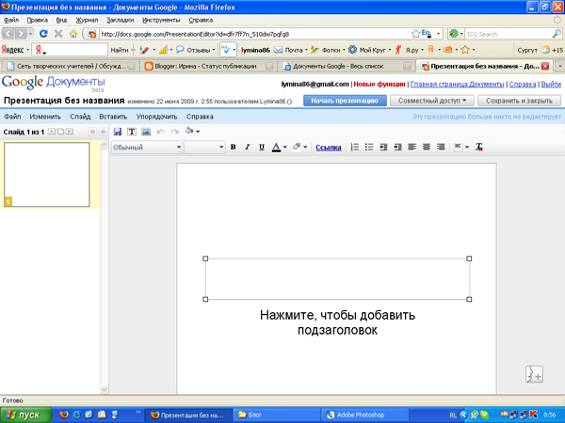 Презентация без названия - Документы Google - Mozilla Firefox
Файл Правка Вид Журнал Закладки Инструменты Справка
http://docs.google.com/PresentationEditor?id=dfr7ff7n_510dw7pqfg8
ICQ Search
Яндекс Я. Найти Отзывы lymina86 Почта Фотки Мой Круг Я.ру Сургут +15
Сеть творческих учителей / Обсужд... Blogger: Ирина - Статус публикации Документы Google - Весь список Презентация без названия - До...
Google Документы
beta
lymina86@gmail.com | Новые функции | Главная страница Документы | Справка | Выйти
Презентация без названия изменено 22 июня 2009 г. 2:55 пользователем Lymina86 ()
Начать презентацию Совместный доступ Сохранить и закрыть
Файл Изменить Слайд Вставить Упорядочить Справка
Эту презентацию больше никто не редактирует
Слайд 1 из 1
Обычный B I U A Ссылка
1
Нажмите, чтобы добавить
подзаголовок
Готово
пуск Презентация без на... Блог Adobe Photoshop RL 8:56